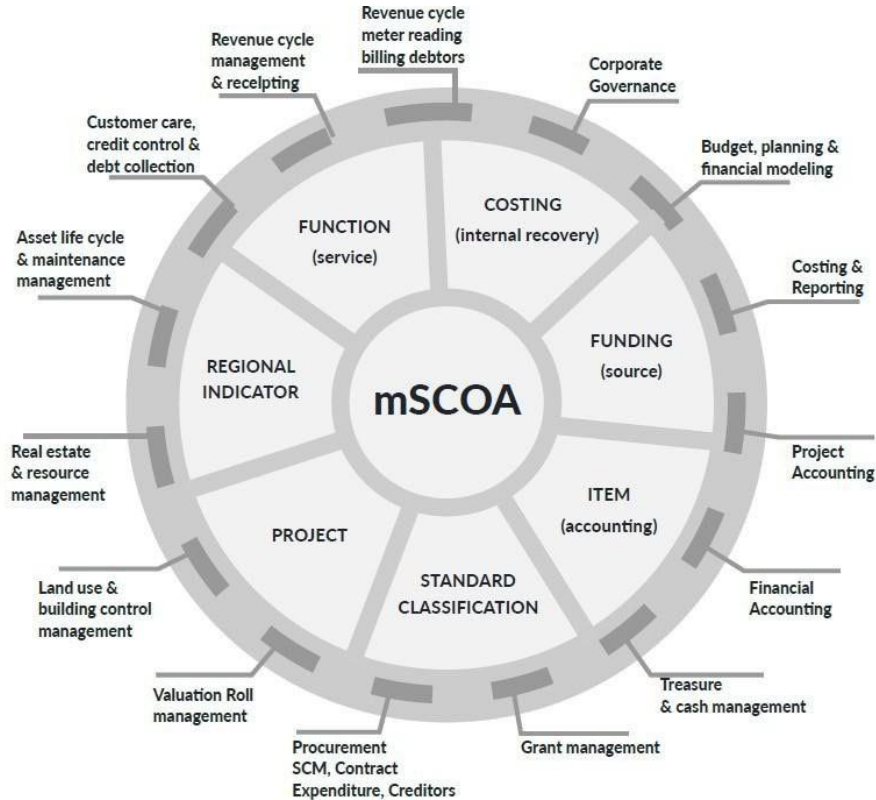 Revenue cycle
meter reading
billing debtors
Corporate
Governance
Budget, planning &
financial modeling
Costing &
Reporting
Project
Accounting
Financial
Accounting
Treasure
& cash management
Grant management
Procurement
SCM, Contract
Expenditure, Creditors
Valuation Roll
management
Land use &
building control
management
Real estate
& resource
management
Asset life cycle
& maintenance
management
Customer care,
credit control &
debt collection
Revenue cycle
management
& recelpting
FUNCTION
(service)
COSTING
(internal recovery)
FUNDING
(source)
ITEM
(accounting)
STANDARD
CLASSIFICATION
PROJECT
REGIONAL
INDICATOR
mSCOA